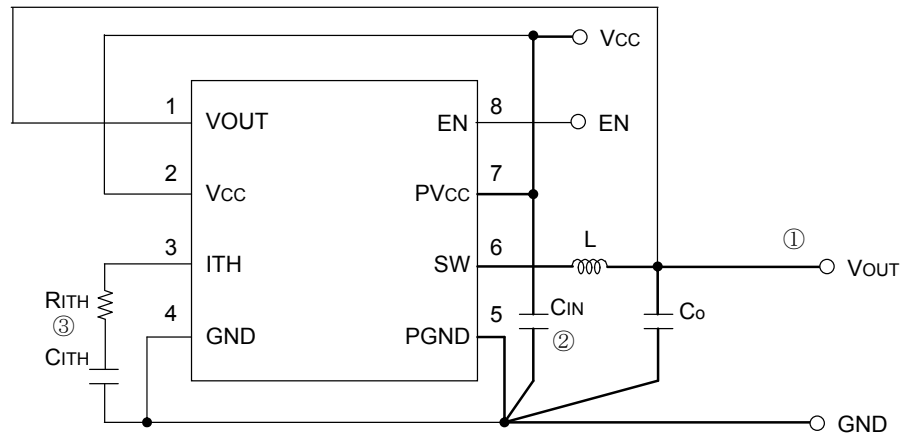 VCC
1
8
VOUT
EN
EN
2
7
VCC
PVCC
3
6
L
①
ITH
SW
VOUT
RITH
4
5
CIN
CO
③
②
GND
PGND
CITH
GND